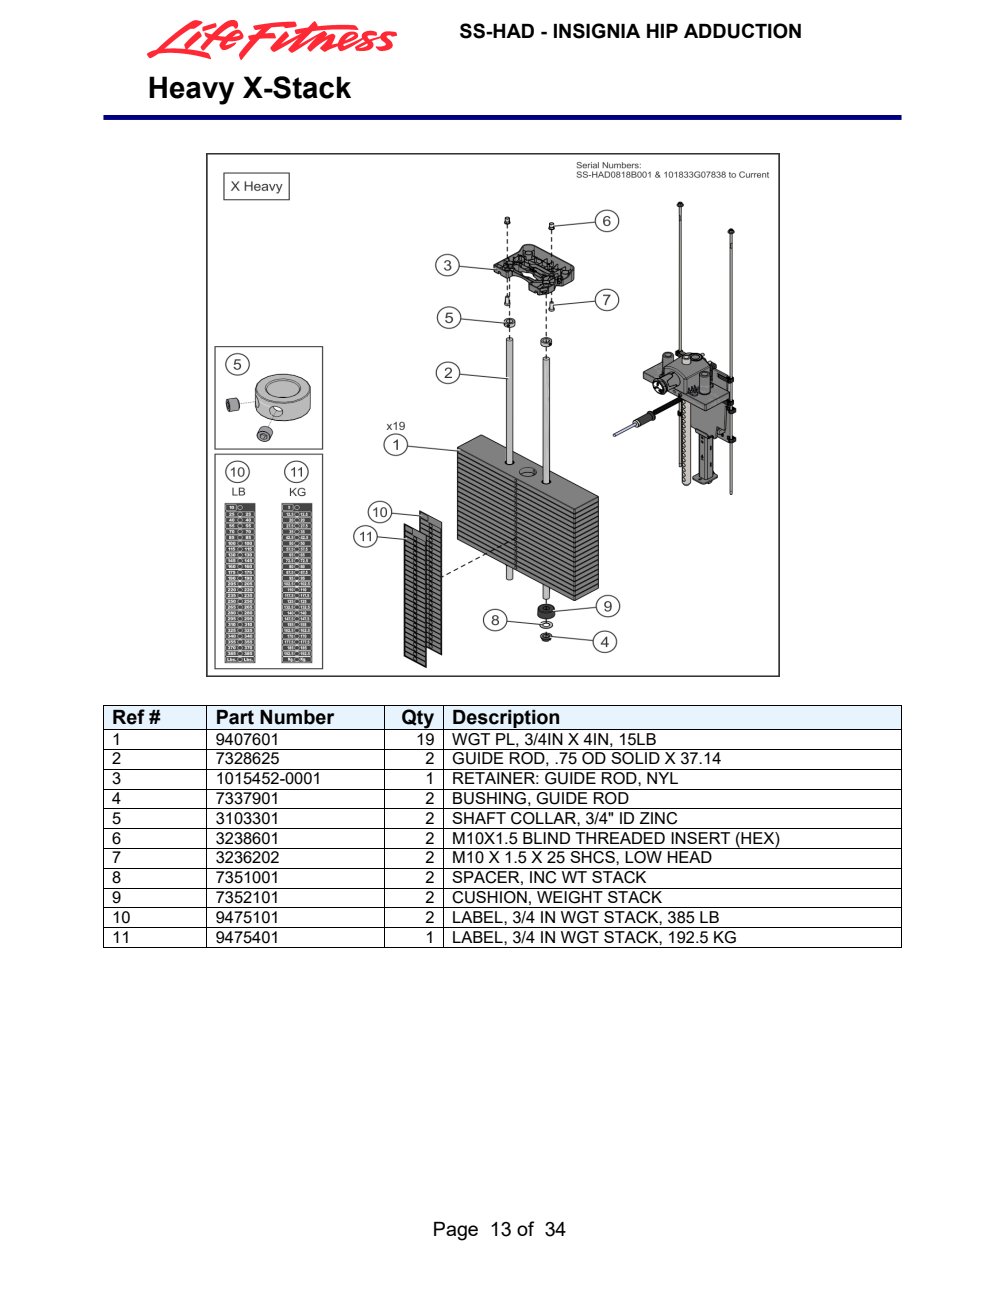 Life Fitness
SS-HAD - INSIGNIA HIP ADDUCTION
Heavy X-Stack
Serial Numbers:
SS-HAD0818B001 & 101833G07838 to Current
X Heavy
6
3
7
5
2
5
x19
1
10
11
LB
KG
10
11
9
8
4
Ref # Part Number Qty Description
1 9407601 19 WGT PL, 3/4IN X 4IN, 15LB
2 7328625 2 GUIDE ROD, .75 OD SOLID X 37.14
3 1015452-0001 1 RETAINER: GUIDE ROD, NYL
4 7337901 2 BUSHING, GUIDE ROD
5 3103301 2 SHAFT COLLAR, 3/4" ID ZINC
6 3238601 2 M10X1.5 BLIND THREADED INSERT (HEX)
7 3236202 2 M10 X 1.5 X 25 SHCS, LOW HEAD
8 7351001 2 SPACER, INC WT STACK
9 7352101 2 CUSHION, WEIGHT STACK
10 9475101 2 LABEL, 3/4 IN WGT STACK, 385 LB
11 9475401 1 LABEL, 3/4 IN WGT STACK, 192.5 KG
Page 13 of 34